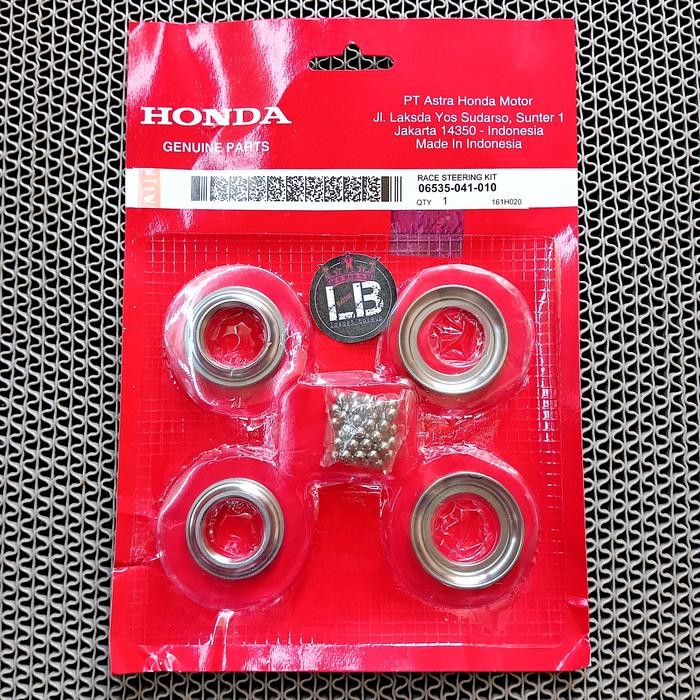 HONDA
GENUINE PARTS
PT Astra Honda Motor
Jl. Laksda Yos Sudarso, Sunter 1
Jakarta 14350 - Indonesia
Made In Indonesia
RACE STEERING KIT
06535-041-010
QTY 1 161H020
LB